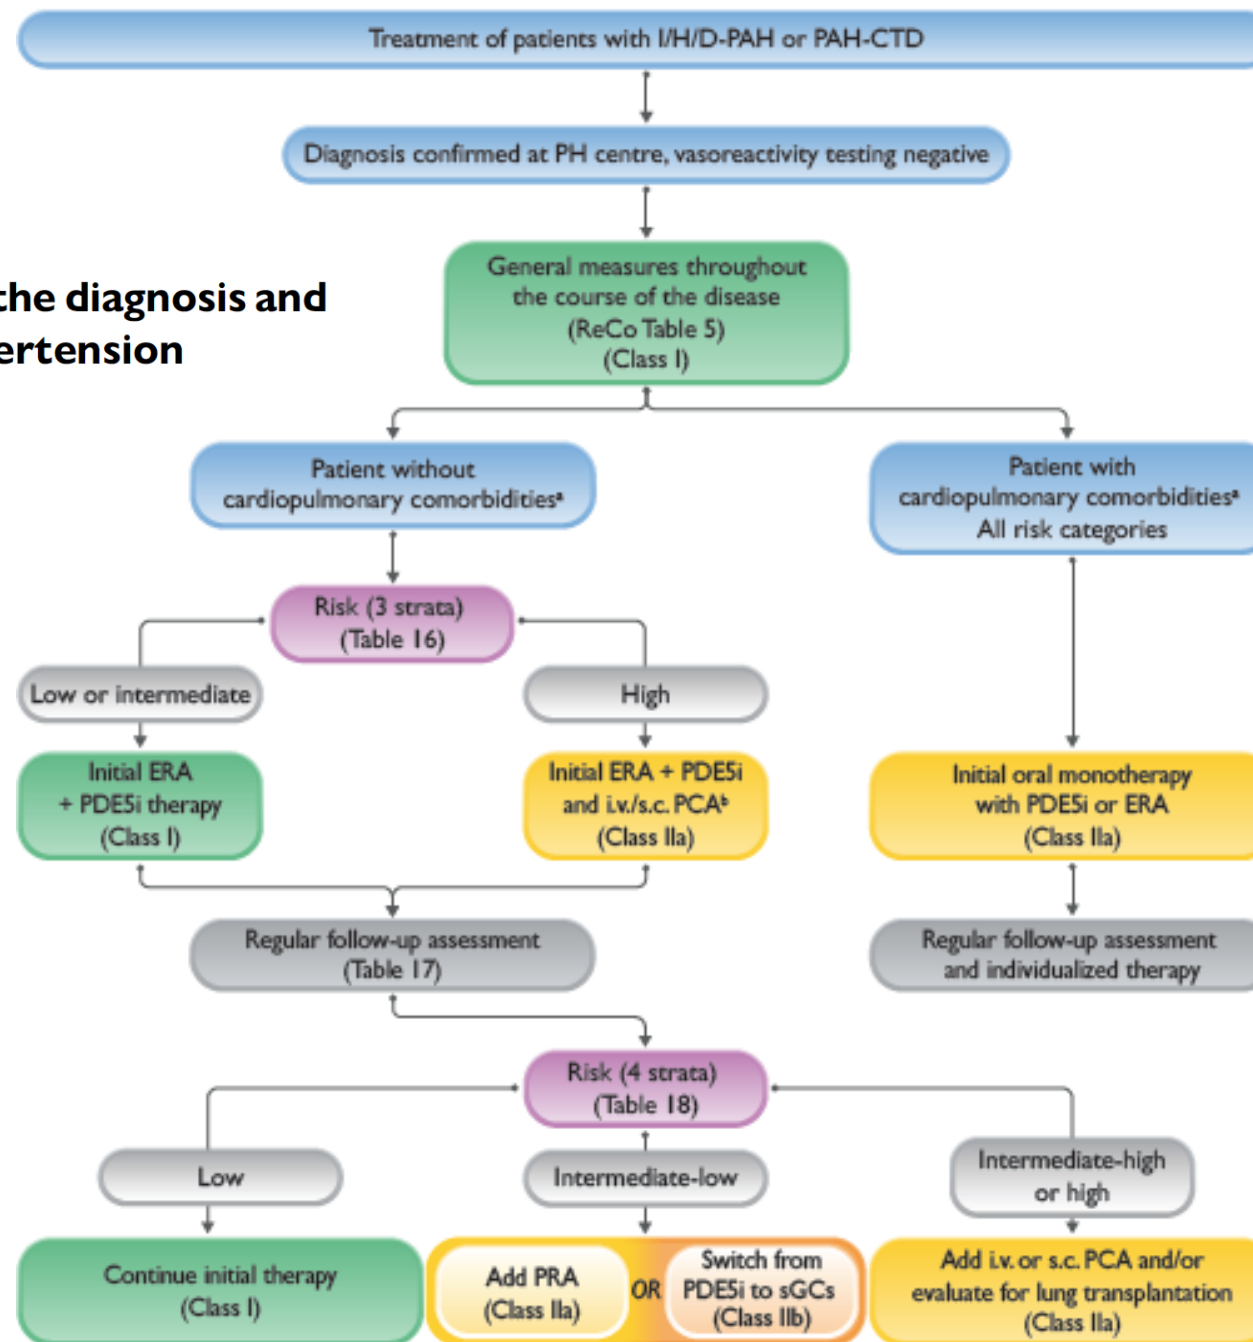 Treatment of patients with I/H/D-PAH or PAH-CTD
Diagnosis confirmed at PH centre, vasoreactivity testing negative
the diagnosis and
ertension
General measures throughout
the course of the disease
(ReCo Table 5)
(Class I)
Patient without
cardiopulmonary comorbiditiesᵃ
Patient with
cardiopulmonary comorbiditiesᵃ
All risk categories
Risk (3 strata)
(Table 16)
Low or intermediate
High
Initial ERA
+ PDE5i therapy
(Class I)
Initial ERA + PDE5i
and i.v./s.c. PCAᵇ
(Class IIa)
Initial oral monotherapy
with PDE5i or ERA
(Class IIa)
Regular follow-up assessment
(Table 17)
Regular follow-up assessment
and individualized therapy
Risk (4 strata)
(Table 18)
Low
Intermediate-low
Intermediate-high
or high
Continue initial therapy
(Class I)
Add PRA
(Class IIa)
OR
Switch from
PDE5i to sGCs
(Class IIb)
Add i.v. or s.c. PCA and/or
evaluate for lung transplantation
(Class IIa)